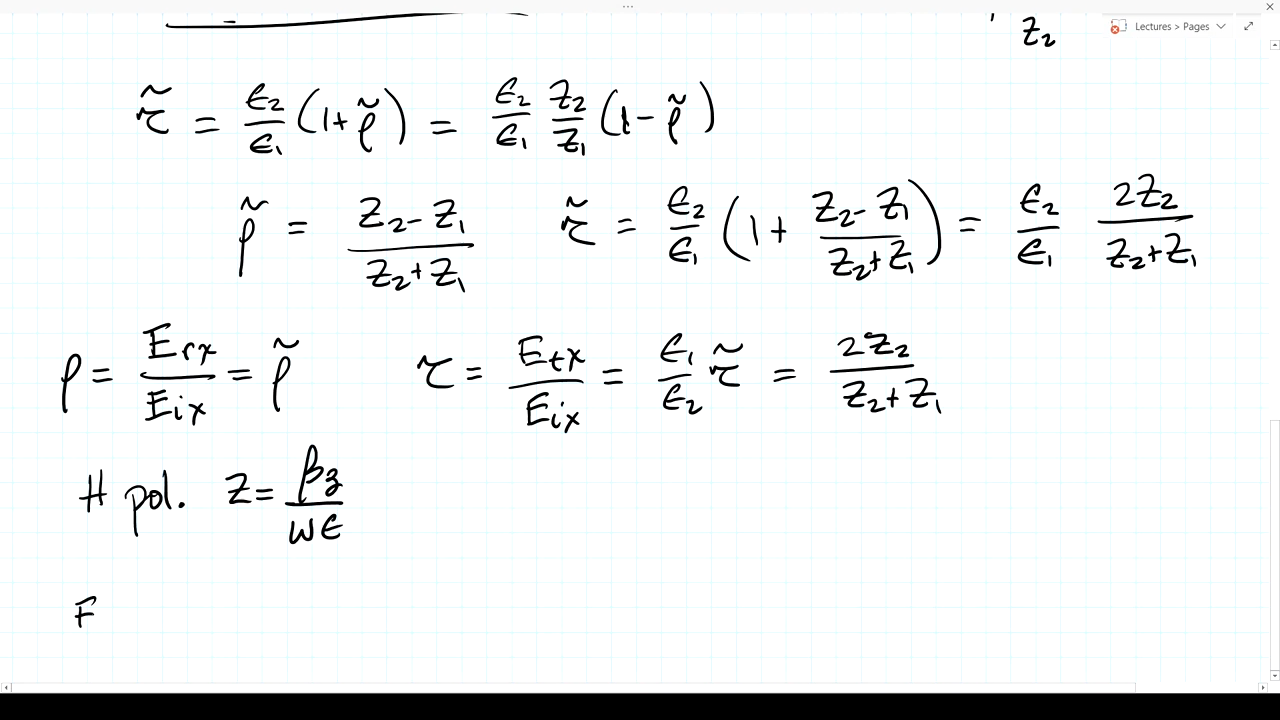 Lectures > Pages
Z₂
τ̃ = ϵ₂/ϵ₁ (1+ρ̃) = ϵ₂/ϵ₁ Z₂/Z₁ (1-ρ̃)
ρ̃ = (Z₂-Z₁)/(Z₂+Z₁) τ̃ = ϵ₂/ϵ₁ (1+ (Z₂-Z₁)/(Z₂+Z₁)) = ϵ₂/ϵ₁ 2Z₂/(Z₂+Z₁)
ρ = Erx/Eix = ρ̃ τ = Etx/Eix = ϵ₁/ϵ₂ τ̃ = 2Z₂/(Z₂+Z₁)
H pol. Z = βz/ωϵ
F